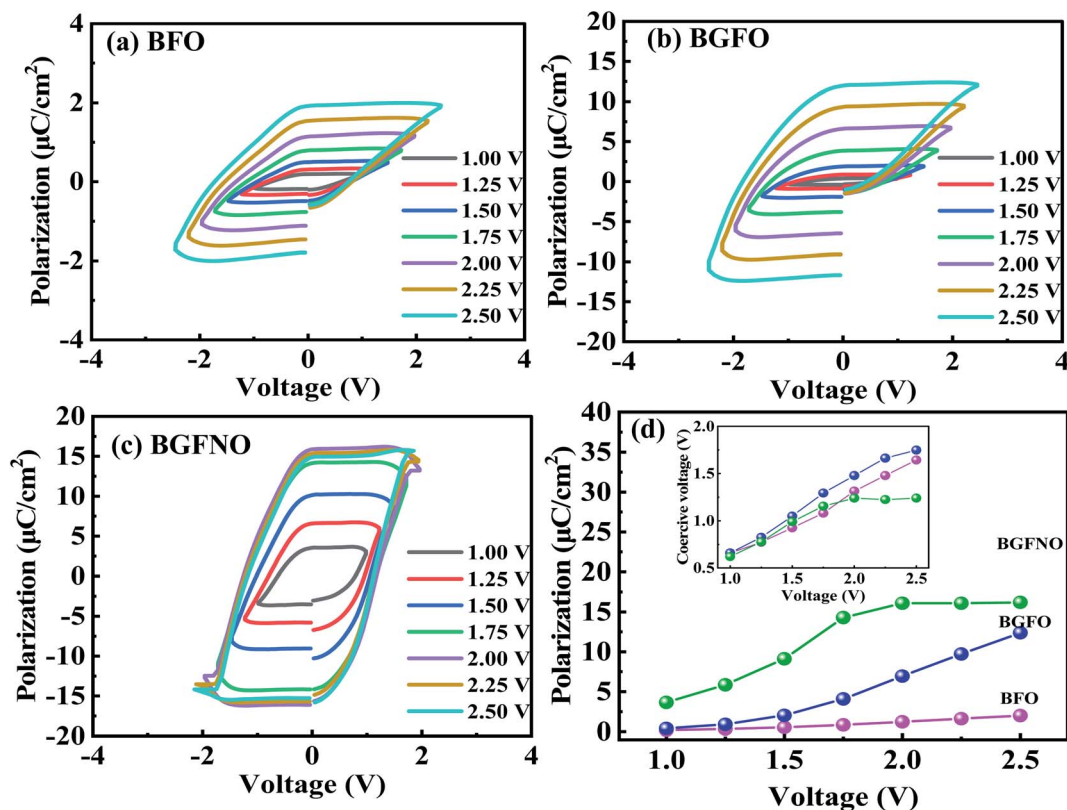 (a) BFO
Polarization (µC/cm²)
4
2
0
-2
-4
1.00 V
1.25 V
1.50 V
1.75 V
2.00 V
2.25 V
2.50 V
-4 -2 0 2 4
Voltage (V)
(b) BGFO
Polarization (µC/cm²)
20
15
10
5
0
-5
-10
-15
-20
1.00 V
1.25 V
1.50 V
1.75 V
2.00 V
2.25 V
2.50 V
-4 -2 0 2 4
Voltage (V)
(c) BGFNO
Polarization (µC/cm²)
20
15
10
5
0
-5
-10
-15
-20
1.00 V
1.25 V
1.50 V
1.75 V
2.00 V
2.25 V
2.50 V
-4 -2 0 2 4
Voltage (V)
(d)
Polarization (µC/cm²)
40
35
30
25
20
15
10
5
0
Coercive voltage (V)
2.0
1.5
1.0
0.5
1.0 1.5 2.0 2.5
Voltage (V)
BGFNO
BGFO
BFO
1.0 1.5 2.0 2.5
Voltage (V)